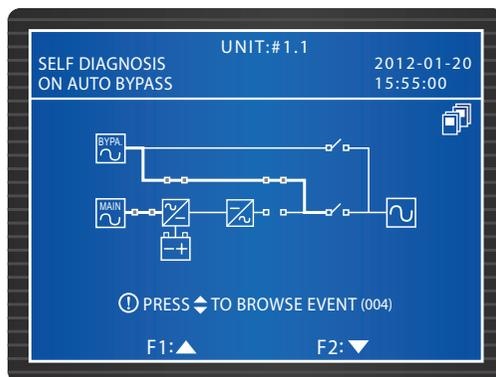 UNIT:#1.1
SELF DIAGNOSIS
ON AUTO BYPASS
2012-01-20
15:55:00
BYPA.
MAIN
PRESS TO BROWSE EVENT (004)
F1:
F2: